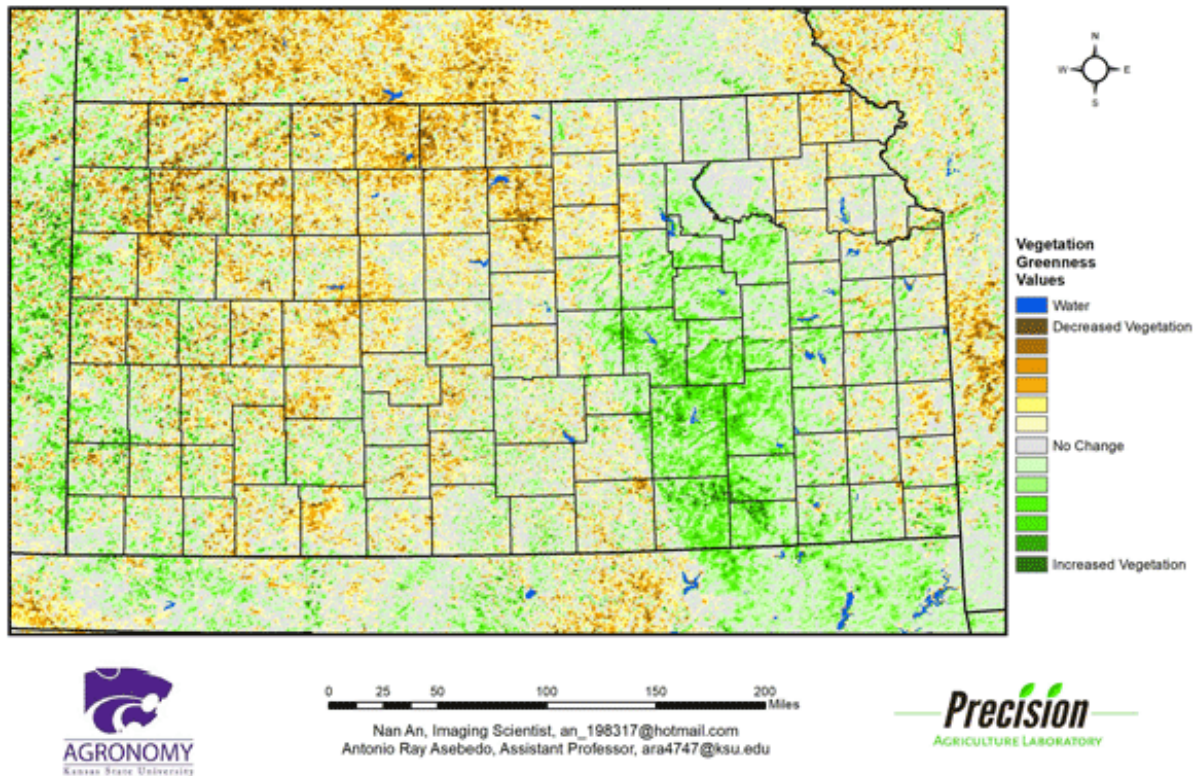 N
W E
S
Vegetation
Greenness
Values
Water
Decreased Vegetation
No Change
Increased Vegetation
0 25 50 100 150 200
Miles
Nan An, Imaging Scientist, an_198317@hotmail.com
Antonio Ray Asebedo, Assistant Professor, ara4747@ksu.edu
AGRONOMY
Kansas State University
Precision
AGRICULTURE LABORATORY